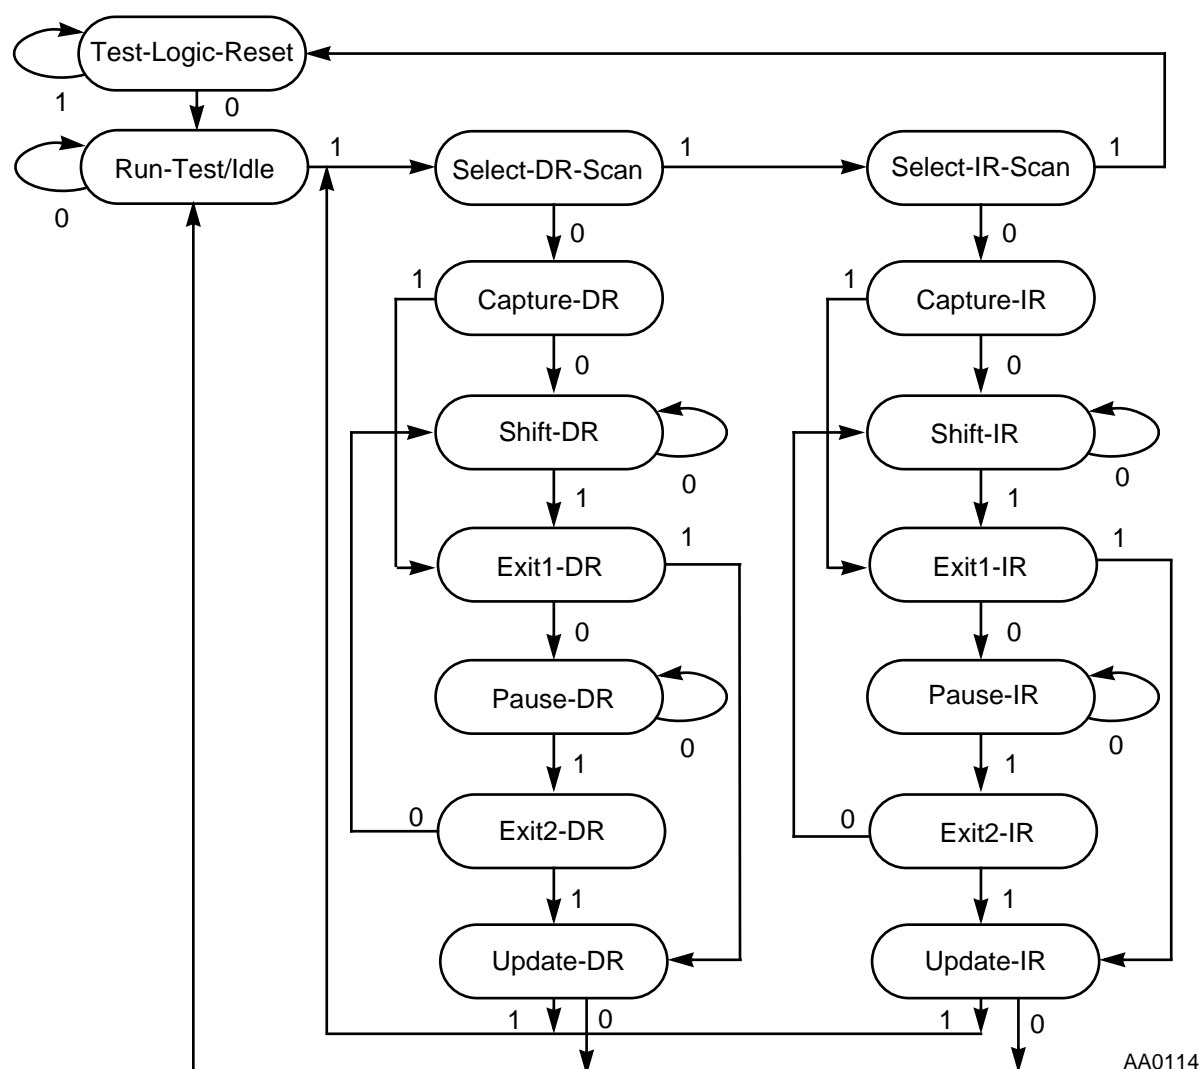 Test-Logic-Reset
1
0
Run-Test/Idle
1
0
Select-DR-Scan
1
Select-IR-Scan
1
0
0
1
Capture-DR
1
Capture-IR
0
0
Shift-DR
0
Shift-IR
0
1
1
Exit1-DR
1
Exit1-IR
1
0
0
Pause-DR
0
Pause-IR
0
1
1
0
Exit2-DR
0
Exit2-IR
1
1
Update-DR
Update-IR
1
0
1
0
AA0114